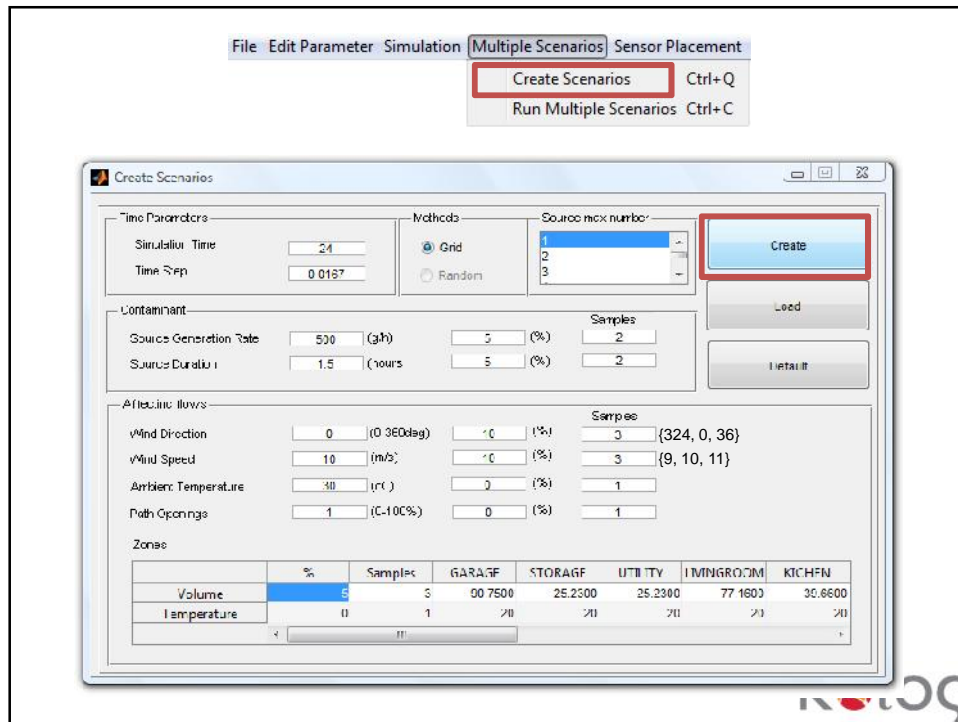 File Edit Parameter Simulation Multiple Scenarios Sensor Placement
Create Scenarios Ctrl+Q
Run Multiple Scenarios Ctrl+C
Create Scenarios
Time Parameters
Simulation Time 24
Time Step 0.0167
Methods
Grid
Random
Source max number
1
2
3
Create
Load
Default
Contaminant
Samples
Source Generation Rate 500 (g/h) 5 (%) 2
Source Duration 1.5 (hours 5 (%) 2
Affecting flows
Samples
Wind Direction 0 (0-360deg) 10 (%) 3 {324, 0, 36}
Wind Speed 10 (m/s) 10 (%) 3 {9, 10, 11}
Ambient Temperature 30 0 (%) 1
Path Openings 1 (0-100%) 0 (%) 1
Zones
% Samples GARAGE STORAGE UTILITY LIVINGROOM KICHEN
Volume 5 3 90.7500 25.2300 25.2300 77.1600 39.6600
Temperature 0 1 20 20 20 20 20